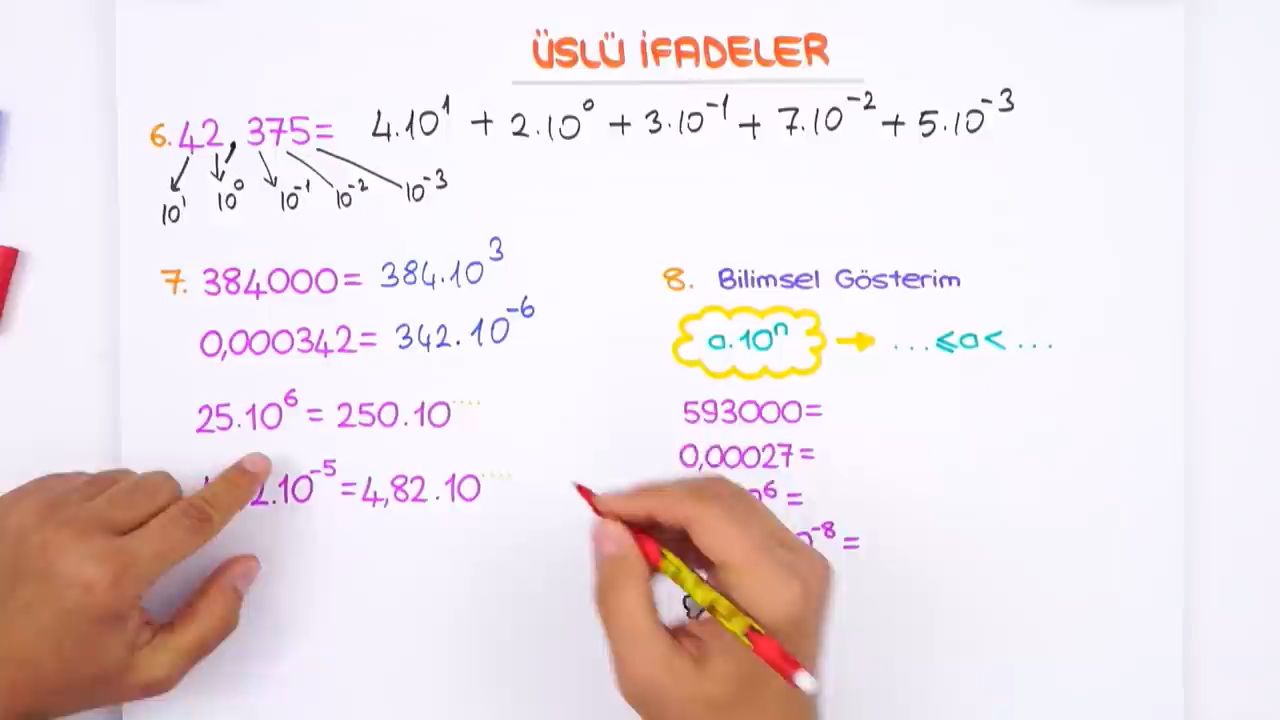 ÜSLÜ İFADELER
6. 42,375= 4.10¹ + 2.10⁰ + 3.10⁻¹ + 7.10⁻² + 5.10⁻³
10¹ 10⁰ 10⁻¹ 10⁻² 10⁻³
7. 384000= 384.10³
0,000342= 342.10⁻⁶
25.10⁶ = 250.10....
2.10⁻⁵ =4,82.10....
8. Bilimsel Gösterim
a.10ⁿ → ...⩽a<...
593000=
0,00027=
⁶ =
⁻⁸ =